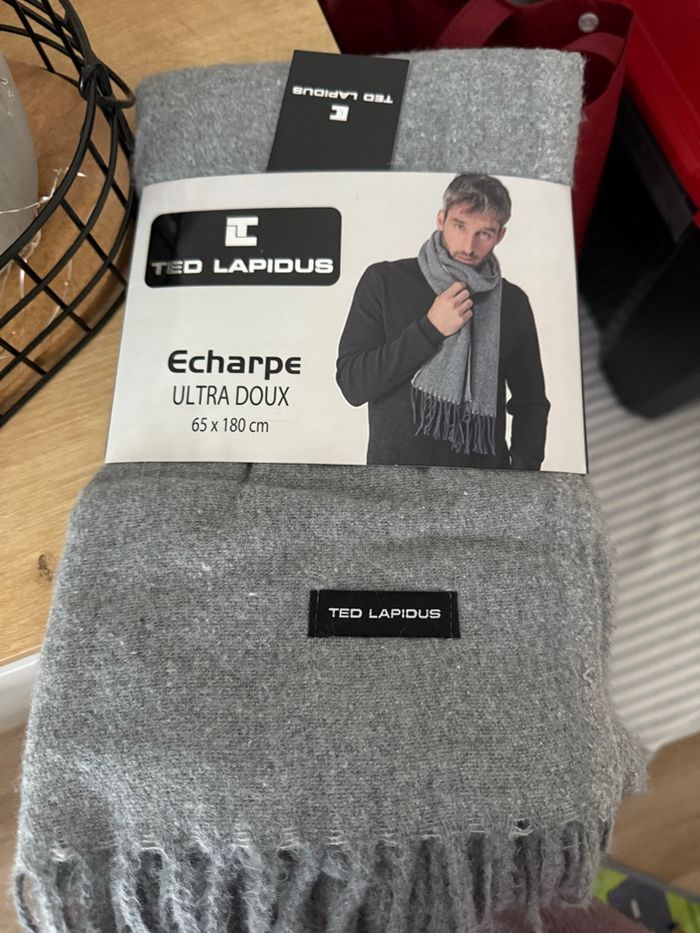 TED LAPIDUS
TED LAPIDUS
Echarpe
ULTRA DOUX
65 x 180 cm
TED LAPIDUS